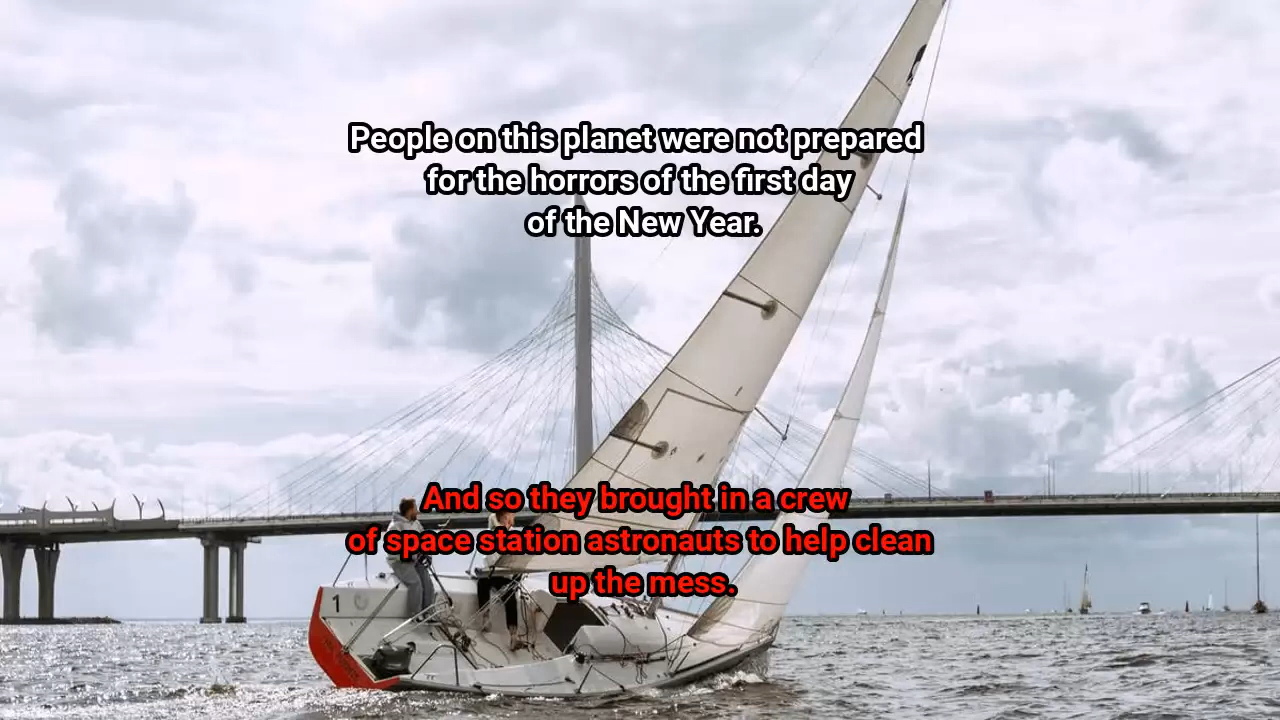 People on this planet were not prepared
for the horrors of the first day
of the New Year.
And so they brought in a crew
of space station astronauts to help clean
up the mess.
1